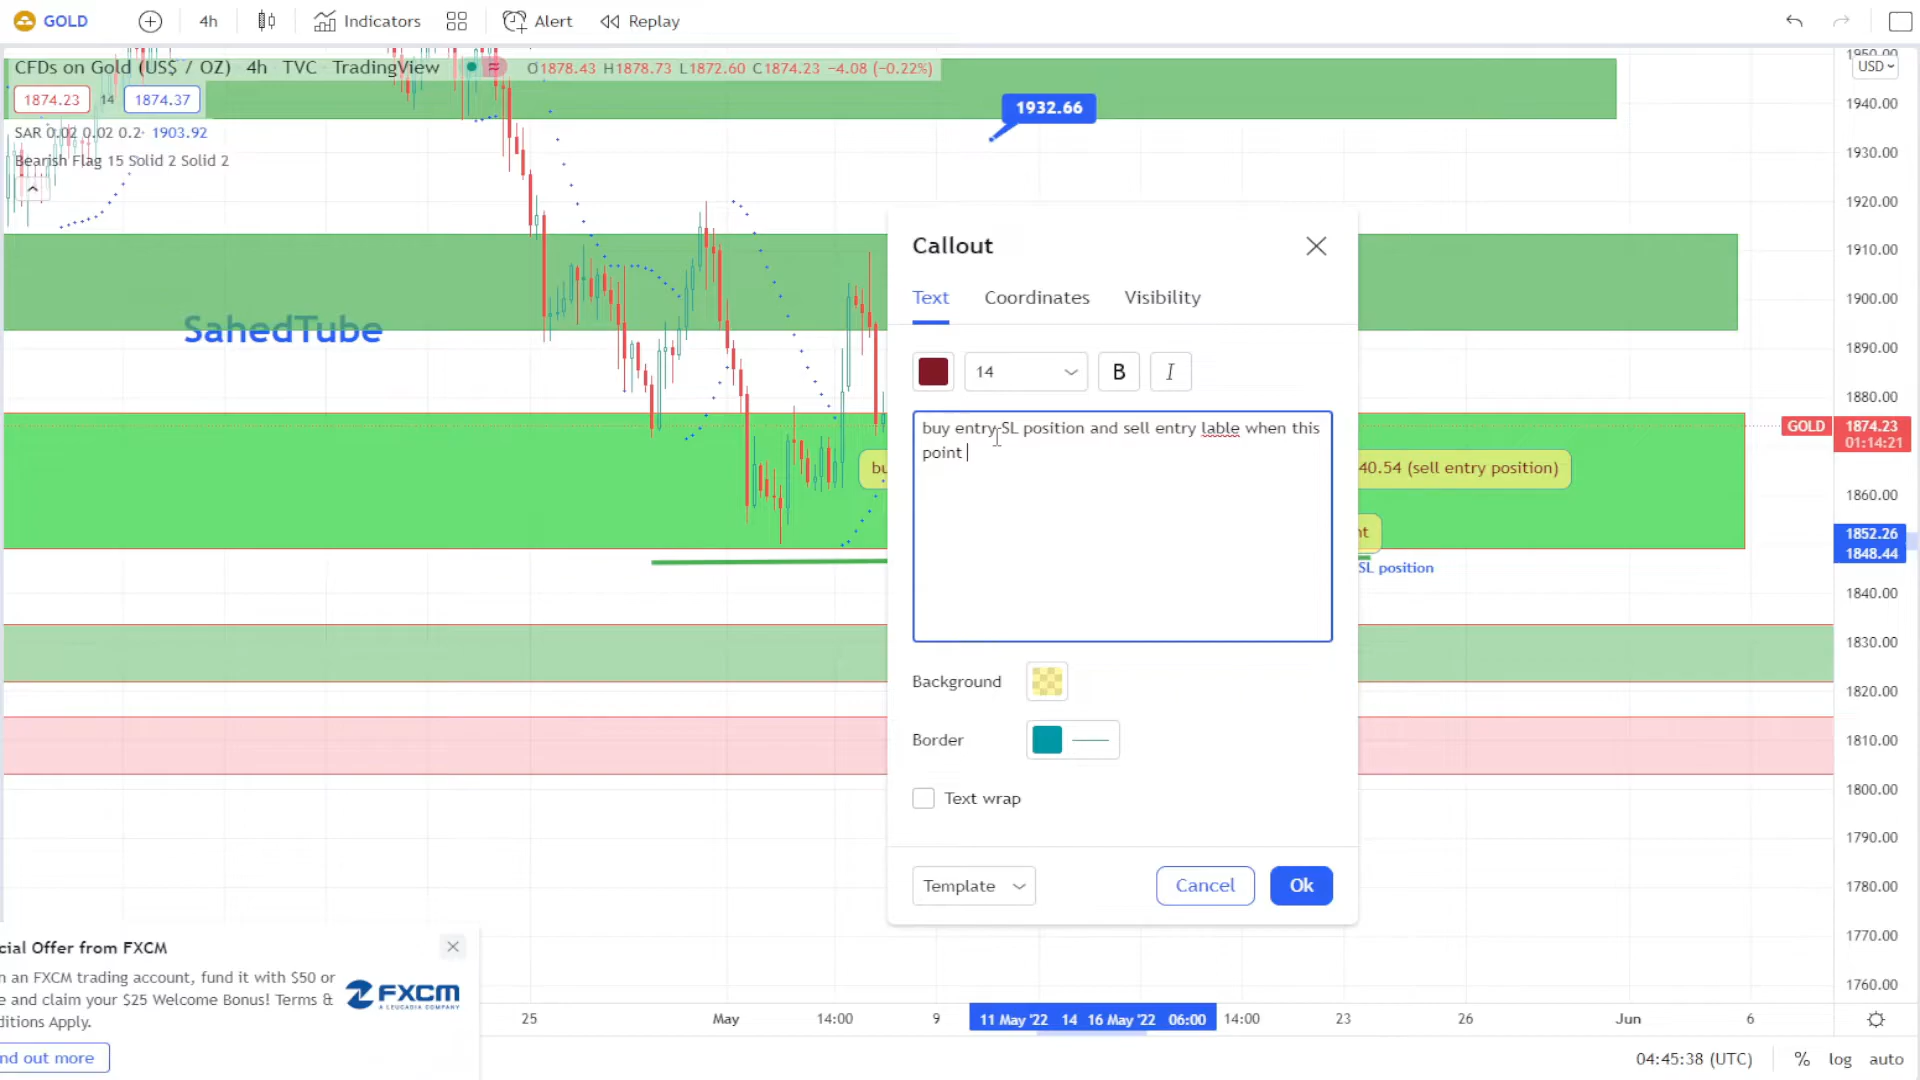 GOLD
4h
Indicators
Alert
Replay
CFDs on Gold (US$ / OZ) 4h TVC TradingView
O1878.43 H1878.73 L1872.60 C1874.23 −4.08 (−0.22%)
1874.23 14 1874.37
SAR 0.02 0.02 0.2 1903.92
Bearish Flag 15 Solid 2 Solid 2
1932.66
SahedTube
Callout
Text Coordinates Visibility
14
B I
buy entry SL position and sell entry lable when this
point
Background
Border
Text wrap
Template
Cancel
Ok
bu
40.54 (sell entry position)
nt
SL position
USD
1950.00
1940.00
1930.00
1920.00
1910.00
1900.00
1890.00
1880.00
GOLD 1874.23
01:14:21
1860.00
1852.26
1848.44
1840.00
1830.00
1820.00
1810.00
1800.00
1790.00
1780.00
1770.00
1760.00
cial Offer from FXCM
n an FXCM trading account, fund it with $50 or
e and claim your $25 Welcome Bonus! Terms &
ditions Apply.
FXCM
A LEUCADIA COMPANY
nd out more
25 May 14:00 9 11 May '22 14 16 May '22 06:00 14:00 23 26 Jun 6
04:45:38 (UTC) % log auto